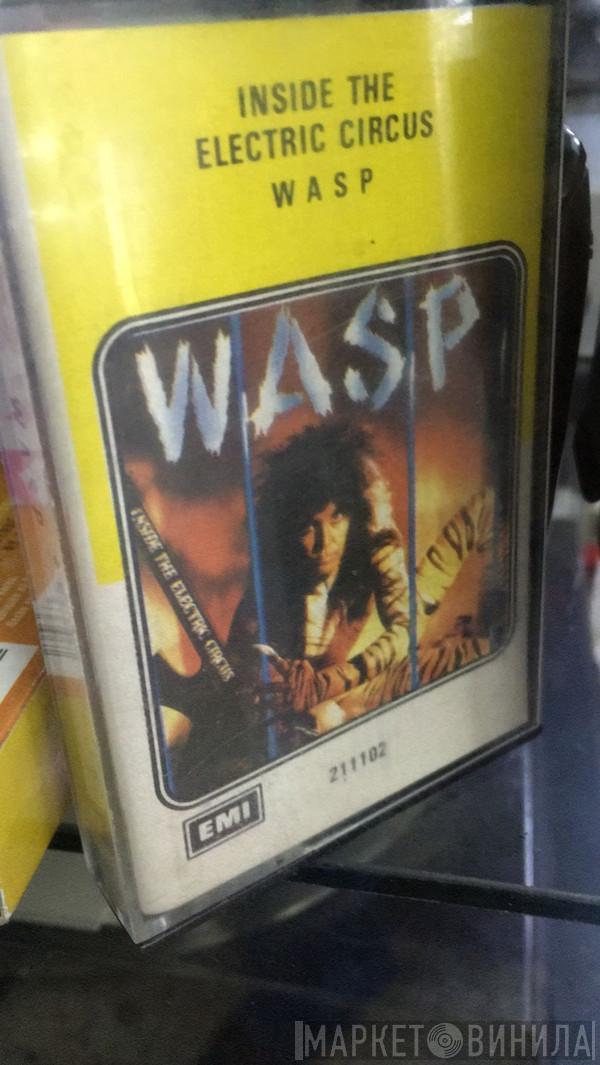 INSIDE THE
ELECTRIC CIRCUS
WASP
WASP
INSIDE THE ELECTRIC CIRCUS
211102
EMI
МАРКЕТ ВИНИЛА